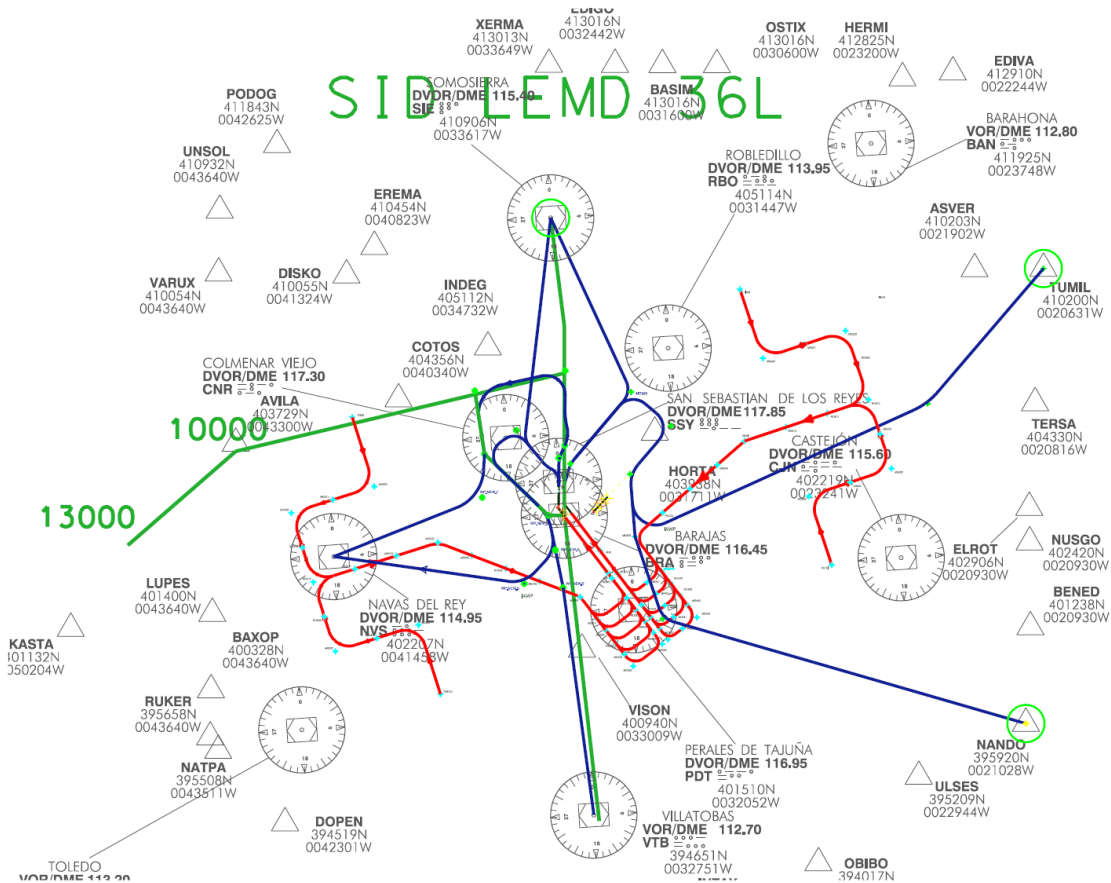 XERMA
413013N
0033649W
EDIGO
413016N
0032442W
BASIM
413016N
0031600W
OSTIX
413016N
0030600W
HERMI
412825N
0023200W
EDIVA
412910N
0022244W
SID LEMD 36L
SOMOSIERRA
DVOR/DME 115.40
SIE
410906N
0033617W
PODOG
411843N
0042625W
UNSOL
410932N
0043640W
EREMA
410454N
0040823W
ROBLEDILLO
DVOR/DME 113.95
RBO
405114N
0031447W
BARAHONA
VOR/DME 112.80
BAN
411925N
0023748W
ASVER
410203N
0021902W
TUMIL
410200N
0020631W
VARUX
410054N
0043640W
DISKO
410055N
0041324W
INDEG
405112N
0034732W
COTOS
404356N
0040340W
COLMENAR VIEJO
DVOR/DME 117.30
CNR
AVILA
403729N
0043300W
10000
13000
SAN SEBASTIAN DE LOS REYES
DVOR/DME 117.85
SSY
HORTA
403938N
CASTEJÓN
DVOR/DME 115.60
CJN
402219N
TERSA
404330N
0020816W
BARAJAS
DVOR/DME 116.45
BRA
ELROT
402906N
0020930W
NUSGO
402420N
0020930W
BENED
401238N
0020930W
LUPES
401400N
0043640W
KASTA
401132N
050204W
BAXOP
400328N
0043640W
NAVAS DEL REY
DVOR/DME 114.95
NVS
402207N
0041458W
RUKER
395658N
0043640W
NATPA
395508N
0043511W
VISON
400940N
0033009W
PERALES DE TAJUÑA
DVOR/DME 116.95
PDT
401510N
0032052W
NANDO
395920N
0021028W
ULSES
395209N
0022944W
VILLATOBAS
VOR/DME 112.70
VTB
394651N
0032751W
DOPEN
394519N
0042301W
OBIBO
394017N
TOLEDO
VOR/DME 113.20